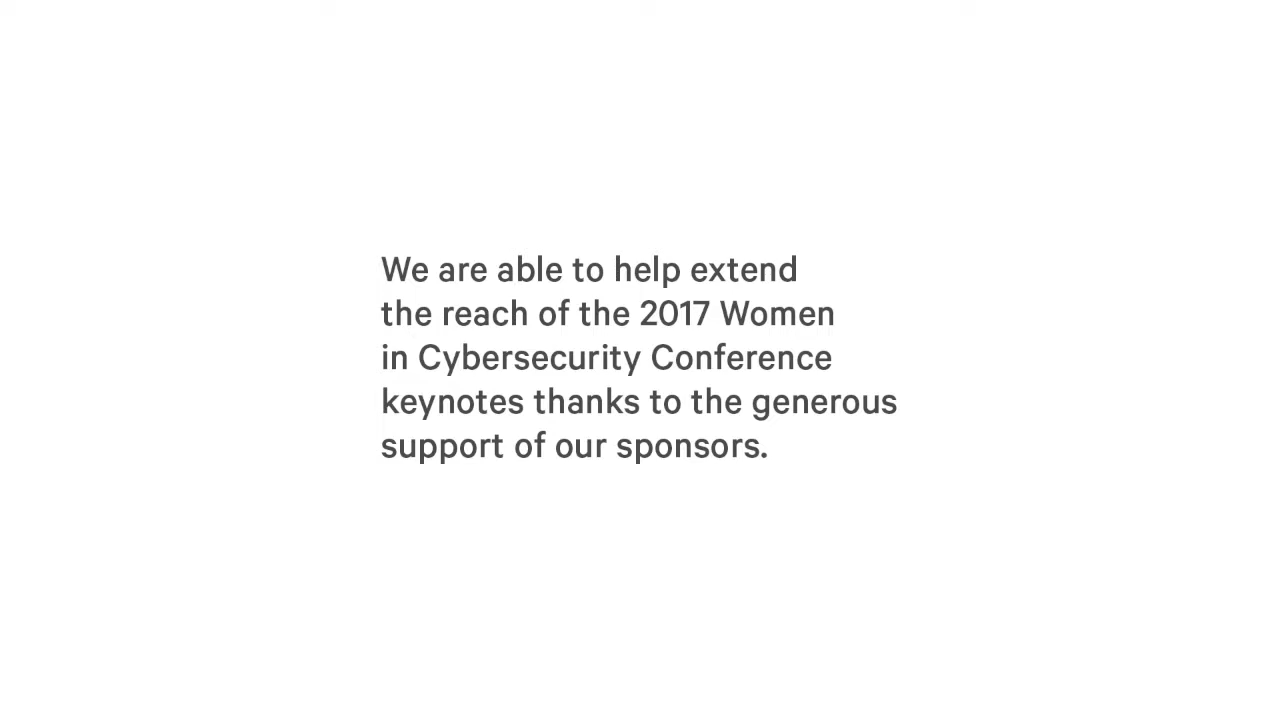 We are able to help extend
the reach of the 2017 Women
in Cybersecurity Conference
keynotes thanks to the generous
support of our sponsors.